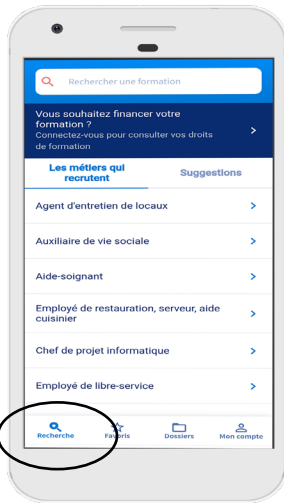 Rechercher une formation
Vous souhaitez financer votre
formation ?
Connectez-vous pour consulter vos droits
de formation
Les métiers qui
recrutent
Suggestions
Agent d'entretien de locaux
Auxiliaire de vie sociale
Aide-soignant
Employé de restauration, serveur, aide
cuisinier
Chef de projet informatique
Employé de libre-service
Recherche
Favoris
Dossiers
Mon compte